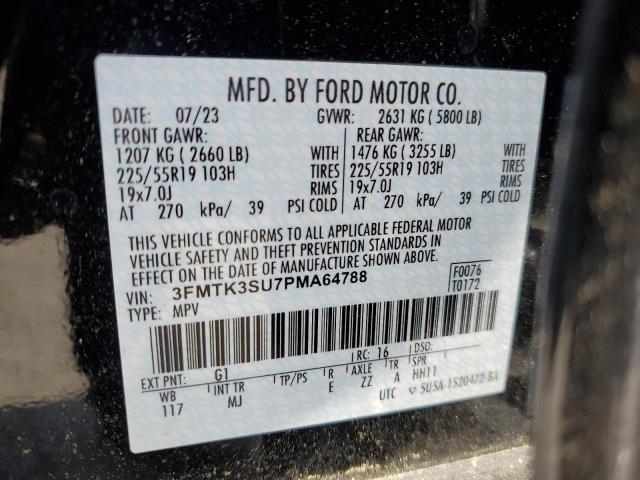 MFD. BY FORD MOTOR CO.
DATE: 07/23 GVWR: 2631 KG ( 5800 LB)
FRONT GAWR: REAR GAWR:
1207 KG ( 2660 LB) WITH 1476 KG ( 3255 LB) WITH
225/55R19 103H TIRES 225/55R19 103H TIRES
19x7.0J RIMS 19x7.0J RIMS
AT 270 kPa/ 39 PSI COLD AT 270 kPa/ 39 PSI COLD
THIS VEHICLE CONFORMS TO ALL APPLICABLE FEDERAL MOTOR
VEHICLE SAFETY AND THEFT PREVENTION STANDARDS IN
EFFECT ON THE DATE OF MANUFACTURE SHOWN ABOVE.
VIN: 3FMTK3SU7PMA64788 F0076
TYPE: MPV T0172
EXT PNT: G1 RC: 16 DSO:
WB INT TR TP/PS R AXLE TR SPR
117 MJ E ZZ A HH11
UTC ▽ 5U5A-1520472-BA